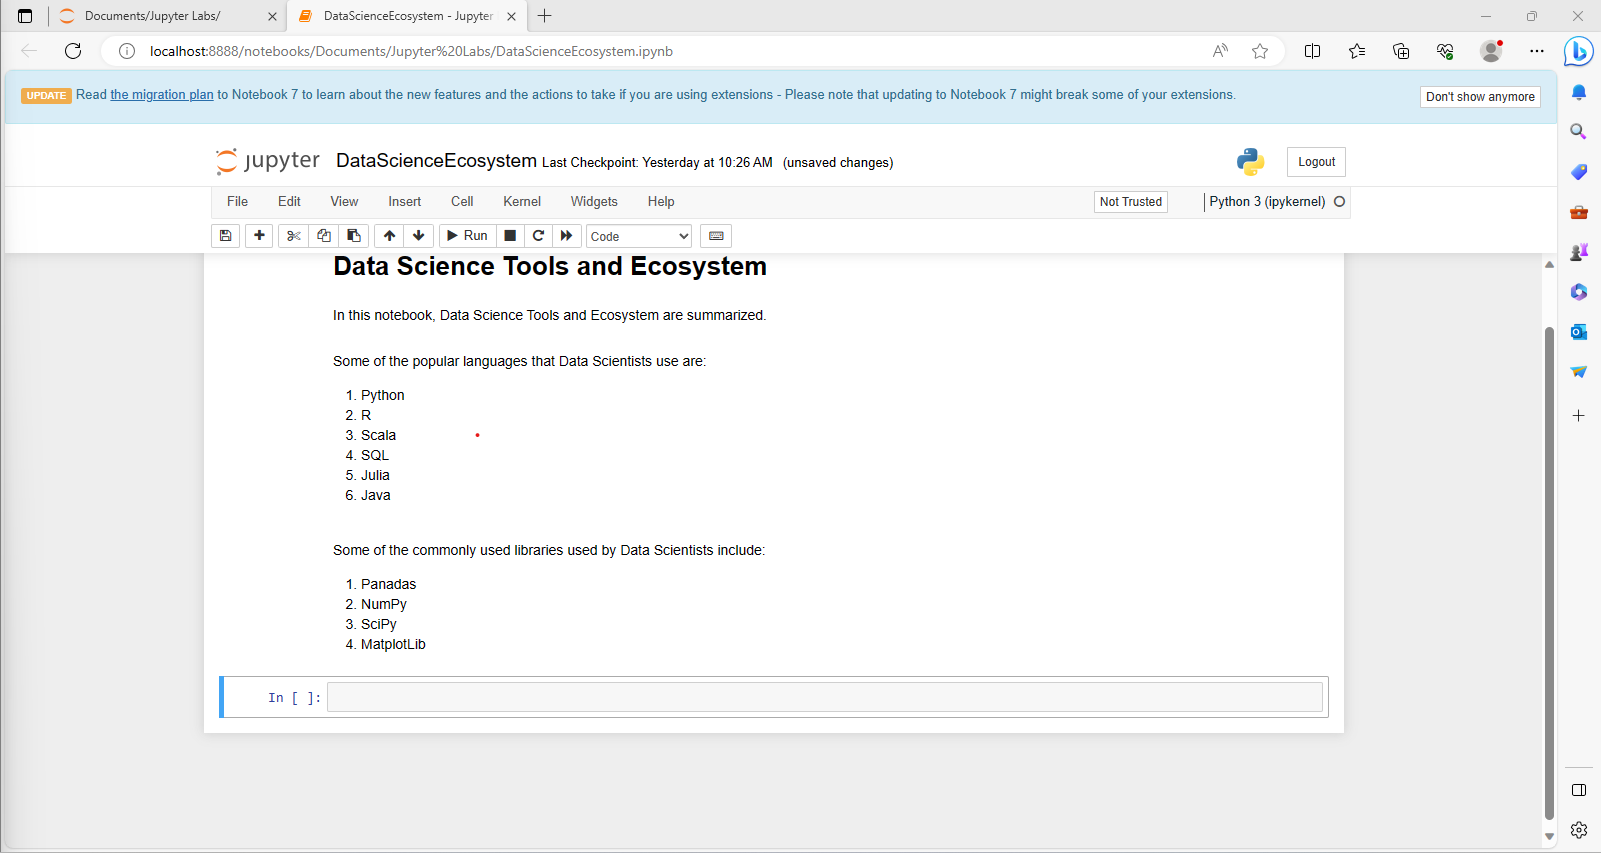 Documents/Jupyter Labs/
DataScienceEcosystem - Jupyter
localhost:8888/notebooks/Documents/Jupyter%20Labs/DataScienceEcosystem.ipynb
UPDATE Read the migration plan to Notebook 7 to learn about the new features and the actions to take if you are using extensions - Please note that updating to Notebook 7 might break some of your extensions.
Don't show anymore
jupyter DataScienceEcosystem Last Checkpoint: Yesterday at 10:26 AM (unsaved changes)
Logout
File Edit View Insert Cell Kernel Widgets Help
Not Trusted
Python 3 (ipykernel)
Run
Code
Data Science Tools and Ecosystem
In this notebook, Data Science Tools and Ecosystem are summarized.
Some of the popular languages that Data Scientists use are:
1. Python
2. R
3. Scala
4. SQL
5. Julia
6. Java
Some of the commonly used libraries used by Data Scientists include:
1. Panadas
2. NumPy
3. SciPy
4. MatplotLib
In [ ]: